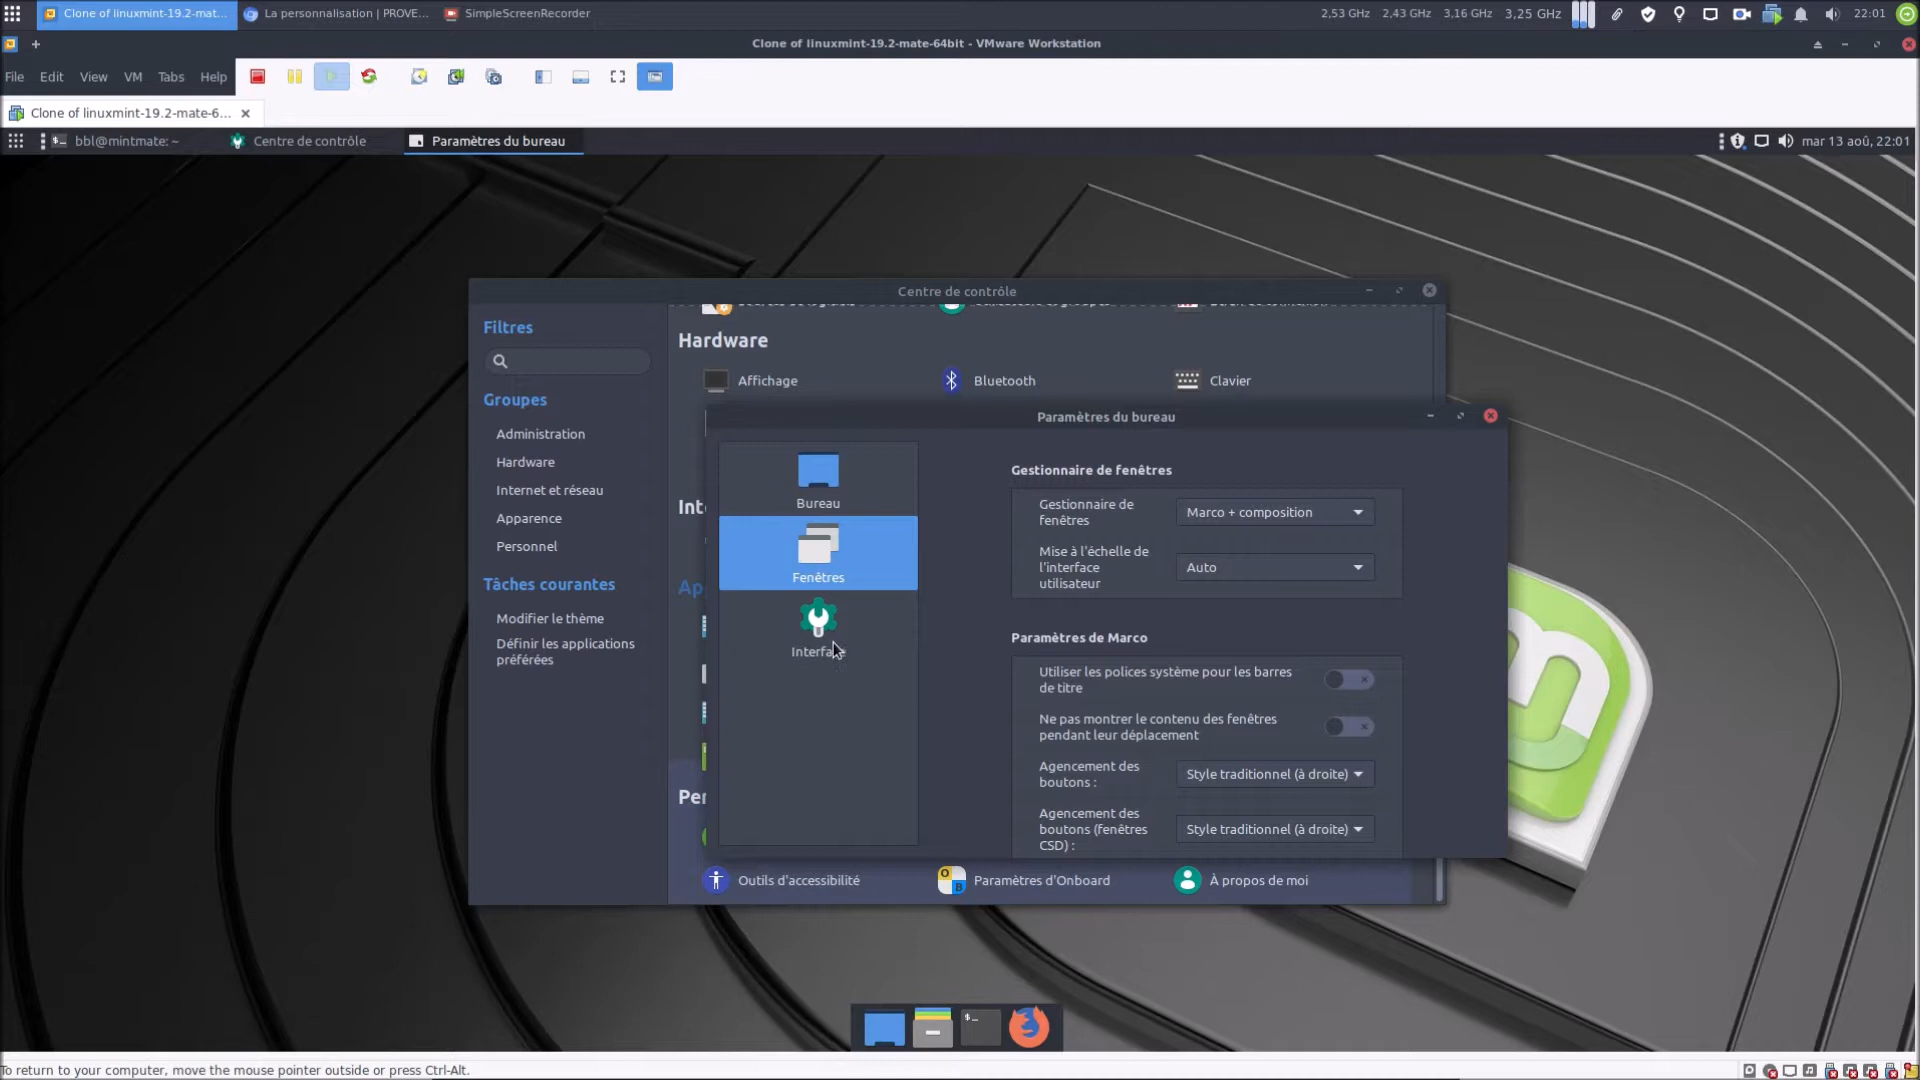 Clone of linuxmint-19.2-mate-mat...
La personnalisation | PROVE...
SimpleScreenRecorder
2,53 GHz
2,43 GHz
3,16 GHz
3,25 GHz
22:01
Clone of linuxmint-19.2-mate-64bit - VMware Workstation
File Edit View VM Tabs Help
Clone of linuxmint-19.2-mate-6...
bbl@mintmate: ~
Centre de contrôle
Paramètres du bureau
mar 13 aoû, 22:01
Centre de contrôle
Filtres
Groupes
Administration
Hardware
Internet et réseau
Apparence
Personnel
Tâches courantes
Modifier le thème
Définir les applications
préférées
Hardware
Affichage
Bluetooth
Clavier
Int
Ap
Per
Outils d'accessibilité
Paramètres d'Onboard
À propos de moi
Paramètres du bureau
Bureau
Fenêtres
Interface
Gestionnaire de fenêtres
Gestionnaire de
fenêtres
Marco + composition
Mise à l'échelle de
l'interface
utilisateur
Auto
Paramètres de Marco
Utiliser les polices système pour les barres
de titre
Ne pas montrer le contenu des fenêtres
pendant leur déplacement
Agencement des
boutons :
Style traditionnel (à droite)
Agencement des
boutons (fenêtres
CSD) :
Style traditionnel (à droite)
To return to your computer, move the mouse pointer outside or press Ctrl-Alt.